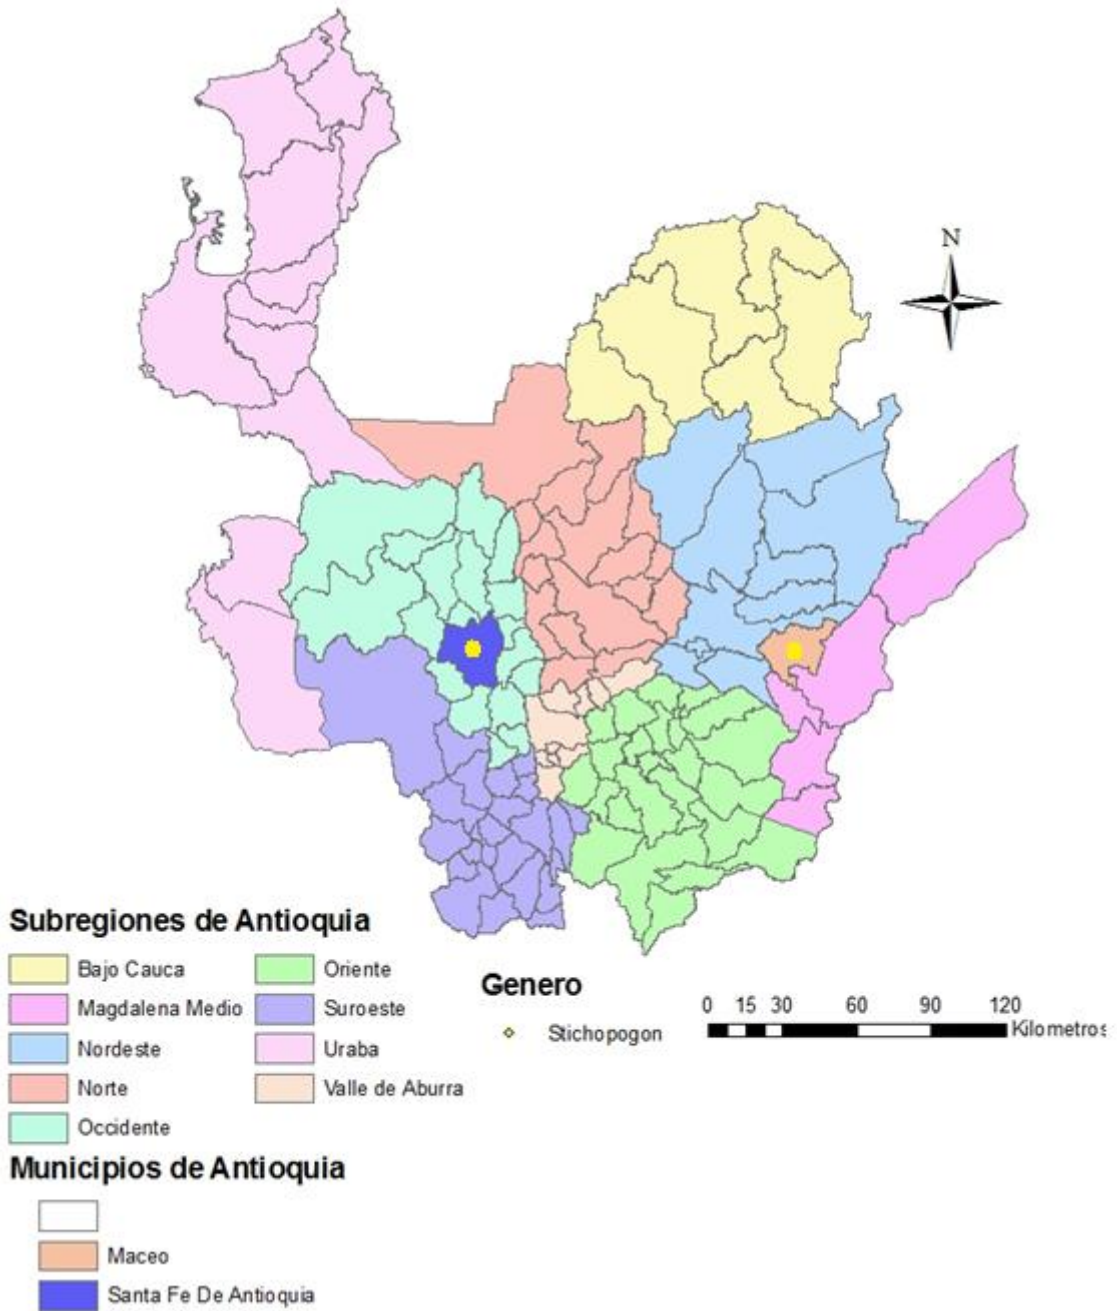 N
Subregiones de Antioquia
Bajo Cauca
Magdalena Medio
Nordeste
Norte
Occidente
Oriente
Suroeste
Uraba
Valle de Aburra
Genero
Stichopogon
0 15 30 60 90 120
Kilometros
Municipios de Antioquia
Maceo
Santa Fe De Antioquia